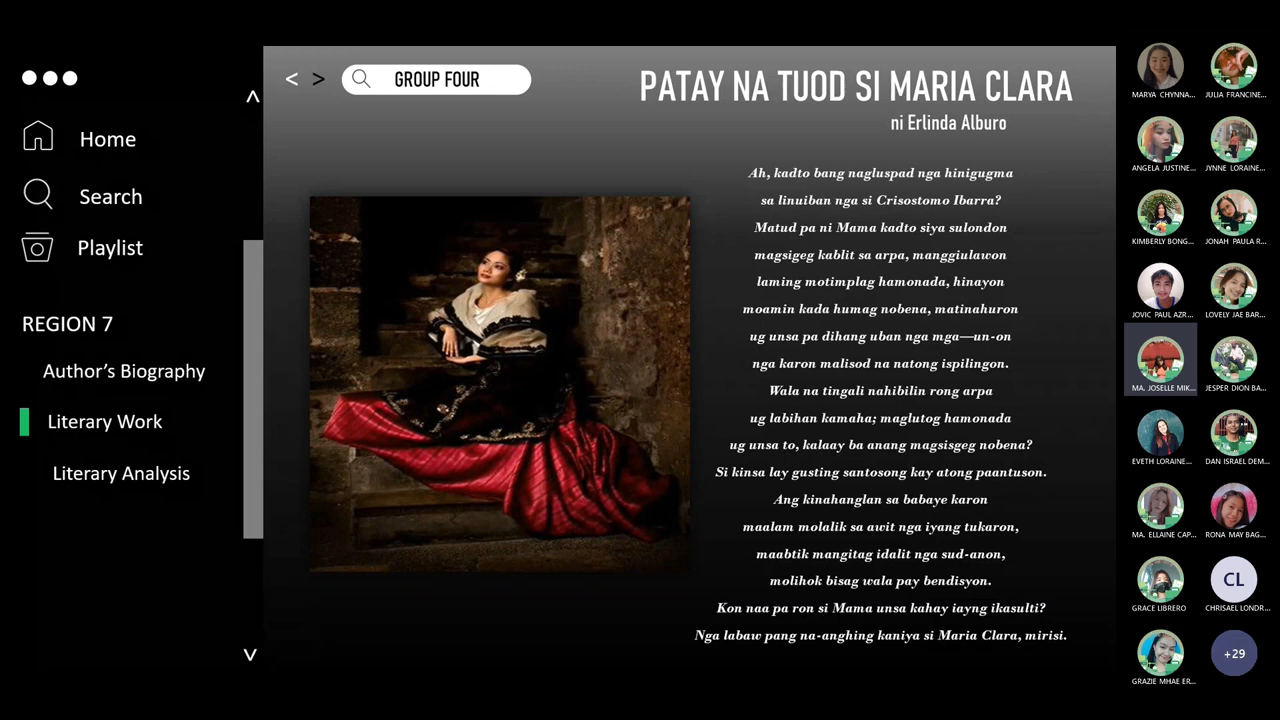 Home
Search
Playlist
REGION 7
Author's Biography
Literary Work
Literary Analysis
GROUP FOUR
PATAY NA TUOD SI MARIA CLARA
ni Erlinda Alburo
Ah, kadto bang nagluspad nga hinigugma
sa linuiban nga si Crisostomo Ibarra?
Matud pa ni Mama kadto siya sulondon
magsigeg kablit sa arpa, manggiulawon
laming motimplag hamonada, hinayon
moamin kada humag nobena, matinahuron
ug unsa pa dihang uban nga mga—un-on
nga karon malisod na natong ispilingon.
Wala na tingali nahibilin rong arpa
ug labihan kamaha; maglutog hamonada
ug unsa to, kalaay ba anang magsisgeg nobena?
Si kinsa lay gusting santosong kay atong paantuson.
Ang kinahanglan sa babaye karon
maalam molalik sa awit nga iyang tukaron,
maabtik mangitag idalit nga sud-anon,
molihok bisag wala pay bendisyon.
Kon naa pa ron si Mama unsa kahay iayng ikasulti?
Nga labaw pang na-anghing kaniya si Maria Clara, mirisi.
MARYA CHYNNA...
JULIA FRANCINE...
ANGELA JUSTINE...
JYNNE LORAINE...
KIMBERLY BONG...
JONAH PAULA R...
JOVIC PAUL AZR...
LOVELY JAE BAR...
MA. JOSELLE MIK...
JESPER DION BA...
EVETH LORAINE...
DAN ISRAEL DEM...
MA. ELLAINE CAP...
RONA MAY BAG...
GRACE LIBRERO
CL
CHRISAEL LONDR...
GRAZIE MHAE ER...
+29